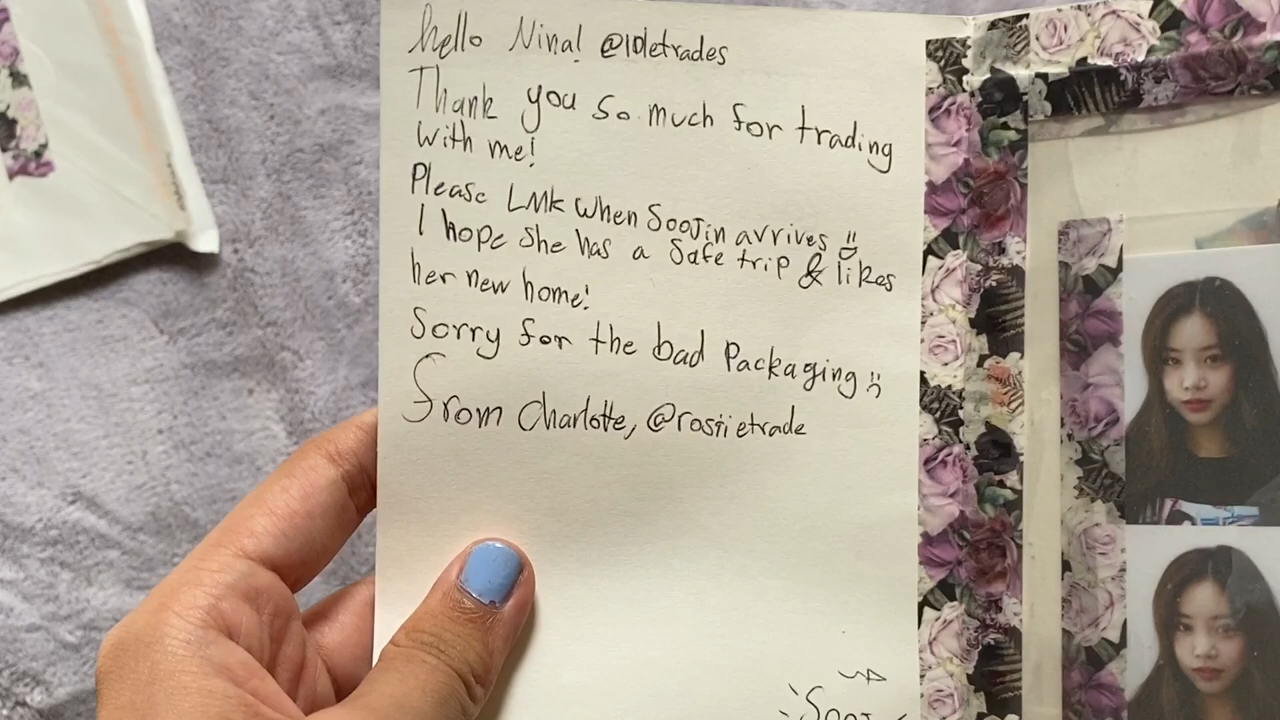 hello Nina! @10letrades
Thank you so much for trading
with me!
Please LMK when Soojin arrives :)
I hope she has a safe trip & likes
her new home!
Sorry for the bad Packaging :(
From Charlotte, @rosiietrade